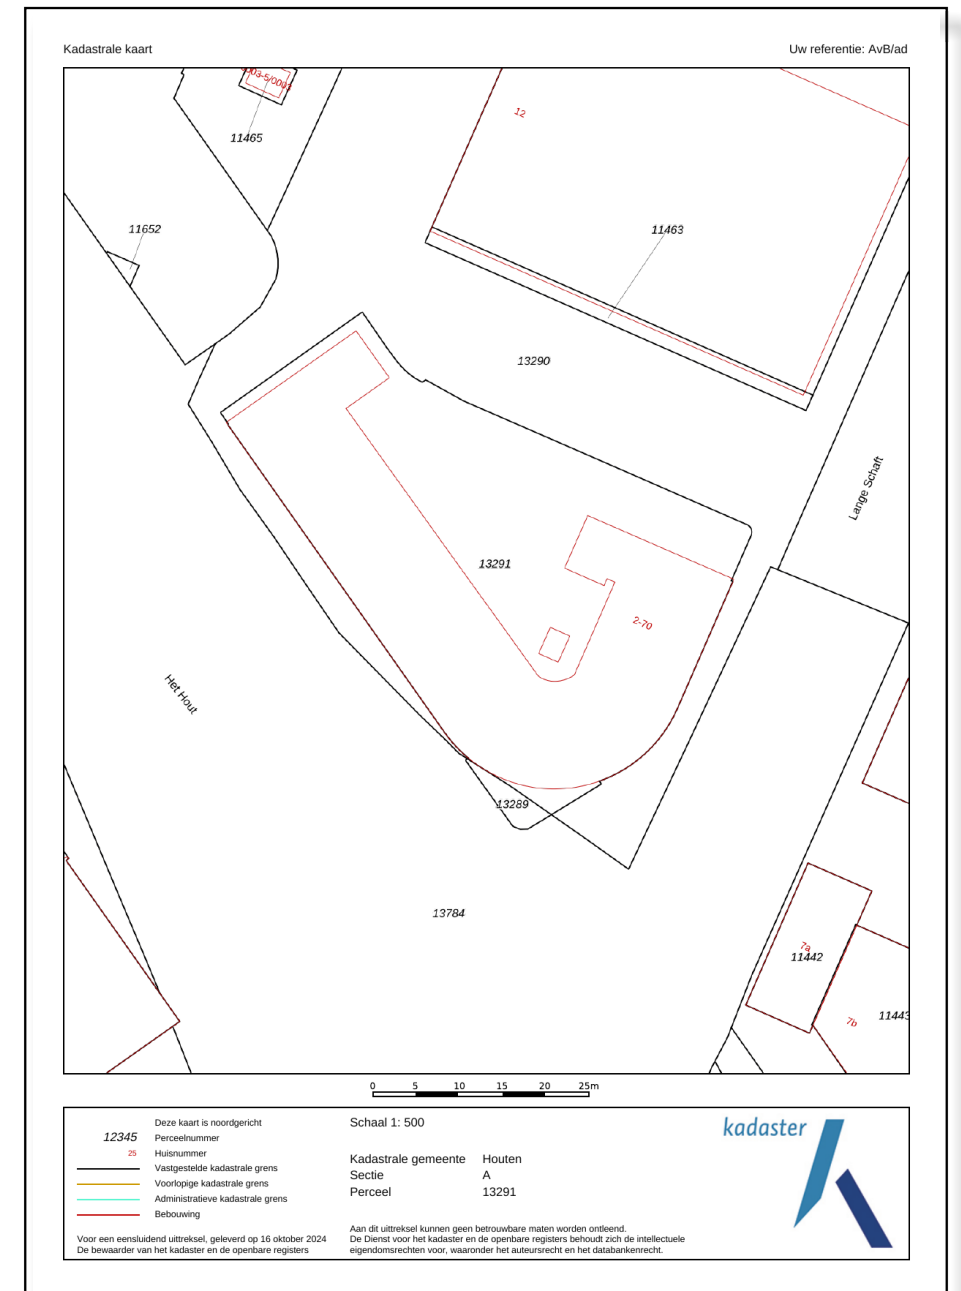 Kadastrale kaart
Uw referentie: AvB/ad
12
11465
11652
11463
13290
Lange Schaft
13291
2-70
Het Hout
13289
13784
7a
11442
7b
11443
0 5 10 15 20 25m
Deze kaart is noordgericht
12345 Perceelnummer
25 Huisnummer
Vastgestelde kadastrale grens
Voorlopige kadastrale grens
Administratieve kadastrale grens
Bebouwing
Voor een eensluidend uittreksel, geleverd op 16 oktober 2024
De bewaarder van het kadaster en de openbare registers
Schaal 1: 500
Kadastrale gemeente Houten
Sectie A
Perceel 13291
Aan dit uittreksel kunnen geen betrouwbare maten worden ontleend.
De Dienst voor het kadaster en de openbare registers behoudt zich de intellectuele
eigendomsrechten voor, waaronder het auteursrecht en het databankenrecht.
kadaster